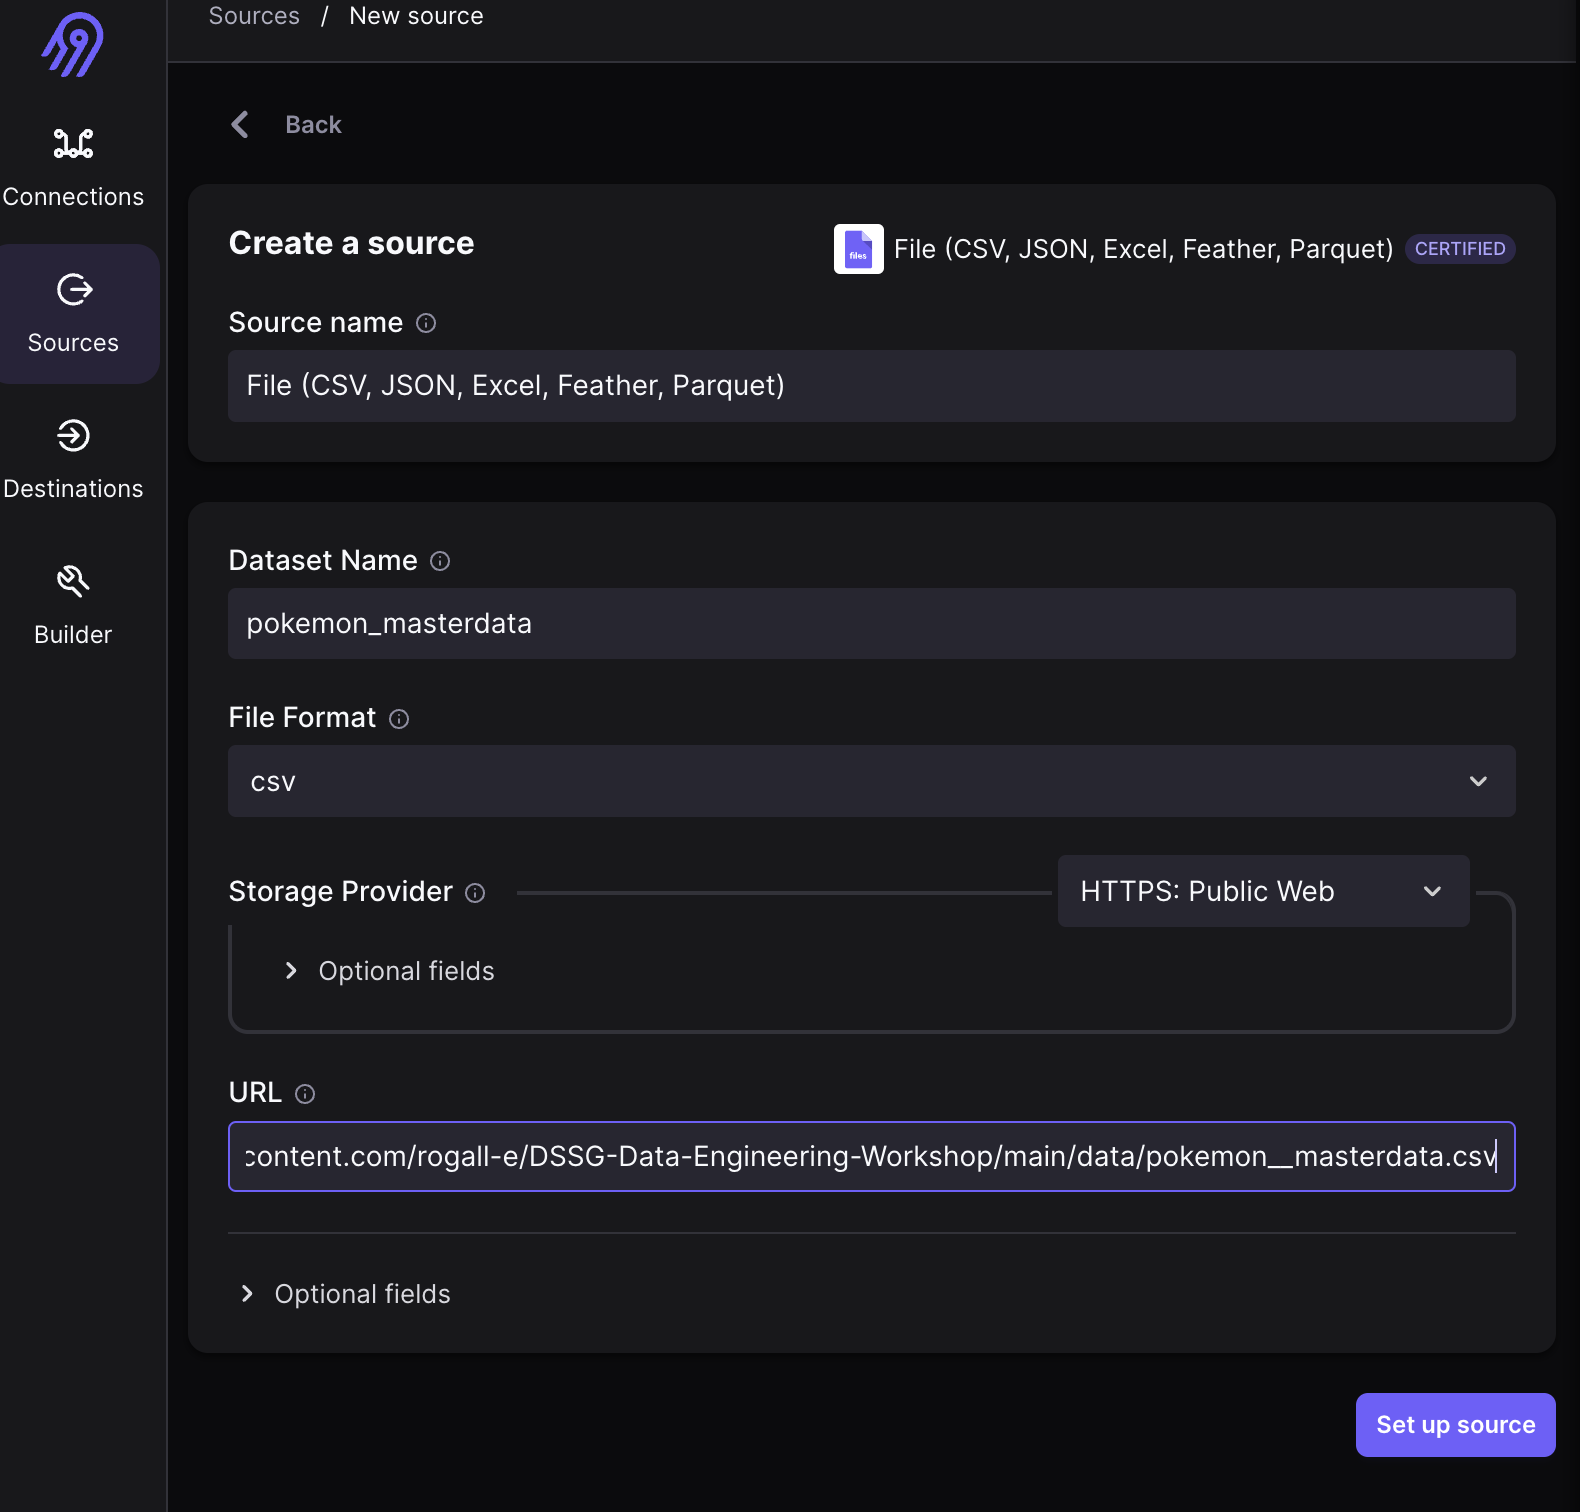 Sources / New source
Back
Connections
Create a source
files
File (CSV, JSON, Excel, Feather, Parquet) CERTIFIED
Source name
Sources
File (CSV, JSON, Excel, Feather, Parquet)
Destinations
Dataset Name
pokemon_masterdata
Builder
File Format
csv
Storage Provider
HTTPS: Public Web
Optional fields
URL
content.com/rogall-e/DSSG-Data-Engineering-Workshop/main/data/pokemon__masterdata.csv
Optional fields
Set up source